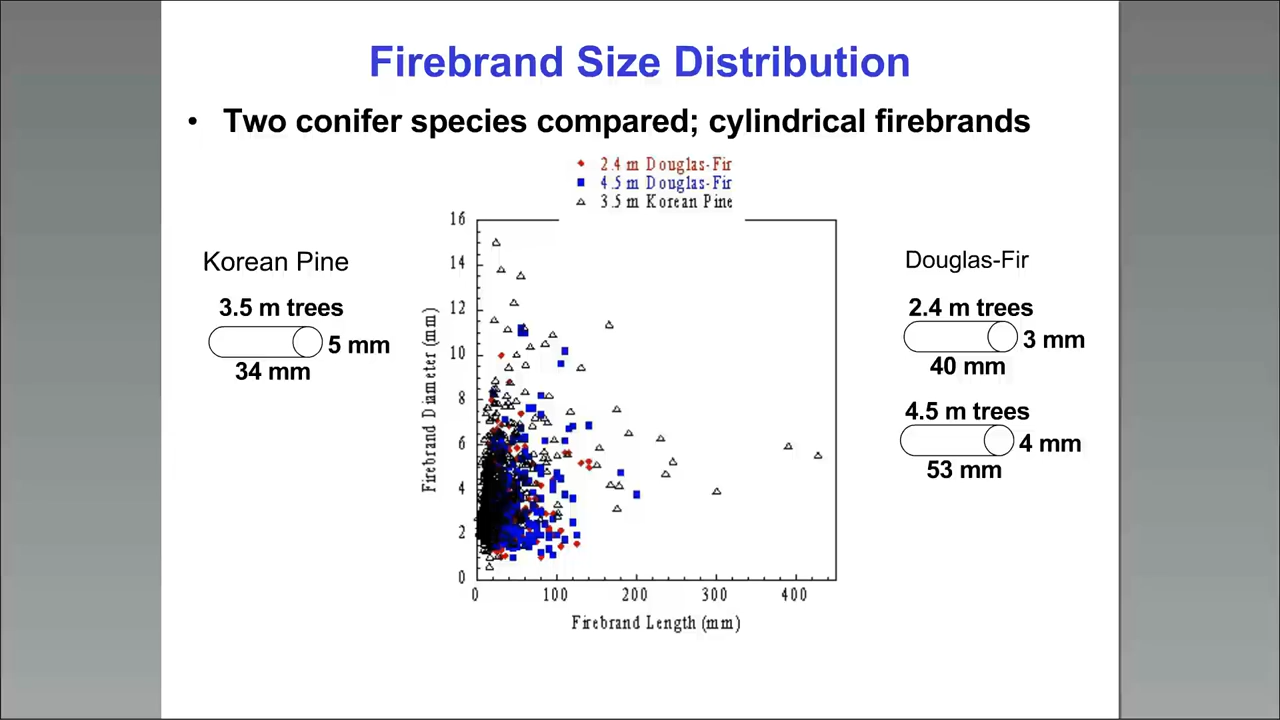 Firebrand Size Distribution
• Two conifer species compared; cylindrical firebrands
2.4 m Douglas-Fir
4.5 m Douglas-Fir
3.5 m Korean Pine
Korean Pine
3.5 m trees
5 mm
34 mm
Firebrand Diameter (mm)
16
14
12
10
8
6
4
2
0
0 100 200 300 400
Firebrand Length (mm)
Douglas-Fir
2.4 m trees
3 mm
40 mm
4.5 m trees
4 mm
53 mm